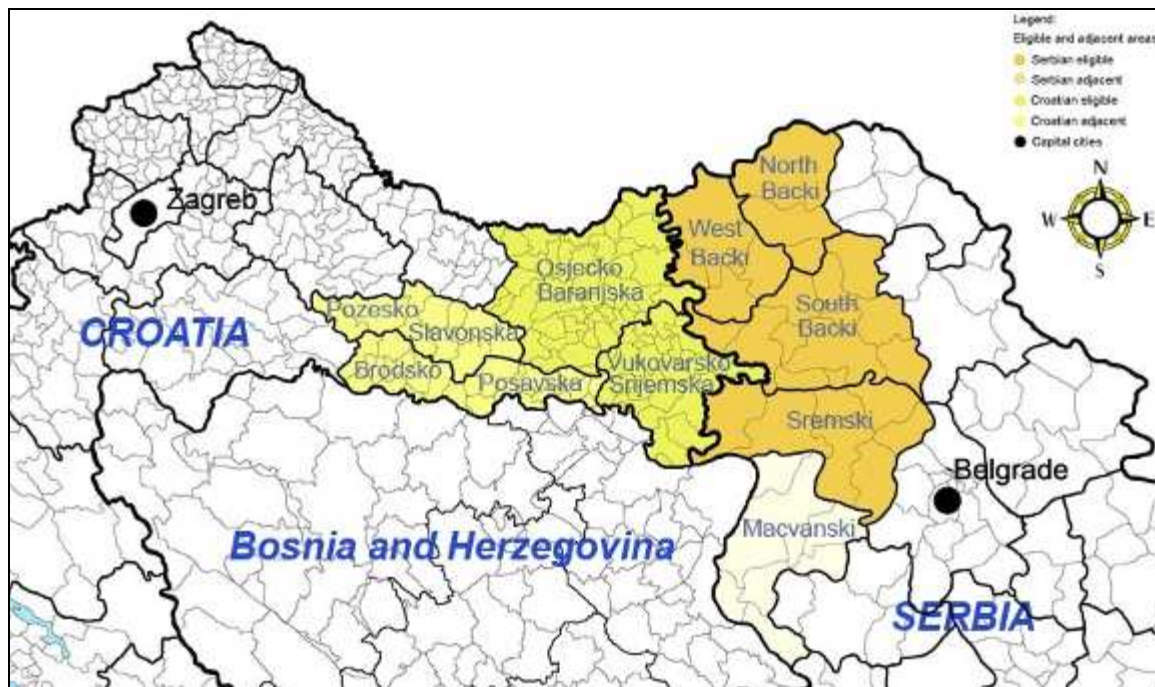 Legend:
Eligible and adjacent areas
Serbian eligible
Serbian adjacent
Croatian eligible
Croatian adjacent
Capital cities
N
W
E
S
North
Backi
West
Backi
South
Backi
Zagreb
Osjecko
Baranjska
Pozesko
Slavonska
CROATIA
Brodsko
Posavska
Vukovarsko
Srijemska
Sremski
Belgrade
Macvanski
Bosnia and Herzegovina
SERBIA